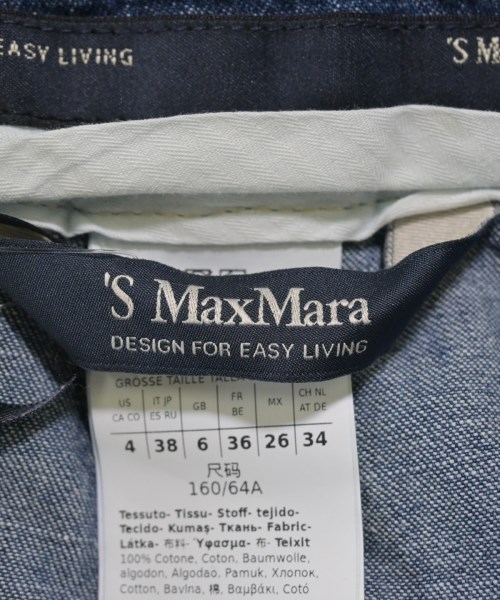 EASY LIVING
'S M
'S MaxMara
DESIGN FOR EASY LIVING
GRÖSSE TAILLE
US IT JP GB FR MX CH NL
CA CO ES RU BE AT DE
4 38 6 36 26 34
尺码
160/64A
Tessuto- Tissu- Stoff- tejido-
Tecido- Kumaş- Ткань- Fabric-
Látka- 布料- Ύφασμα- 布- Teixit
100% Cotone, Coton, Baumwolle,
algodon, Algodao, Pamuk, Хлопок,
Cotton, Bavlna, 棉, Βαμβάκι, Cotó